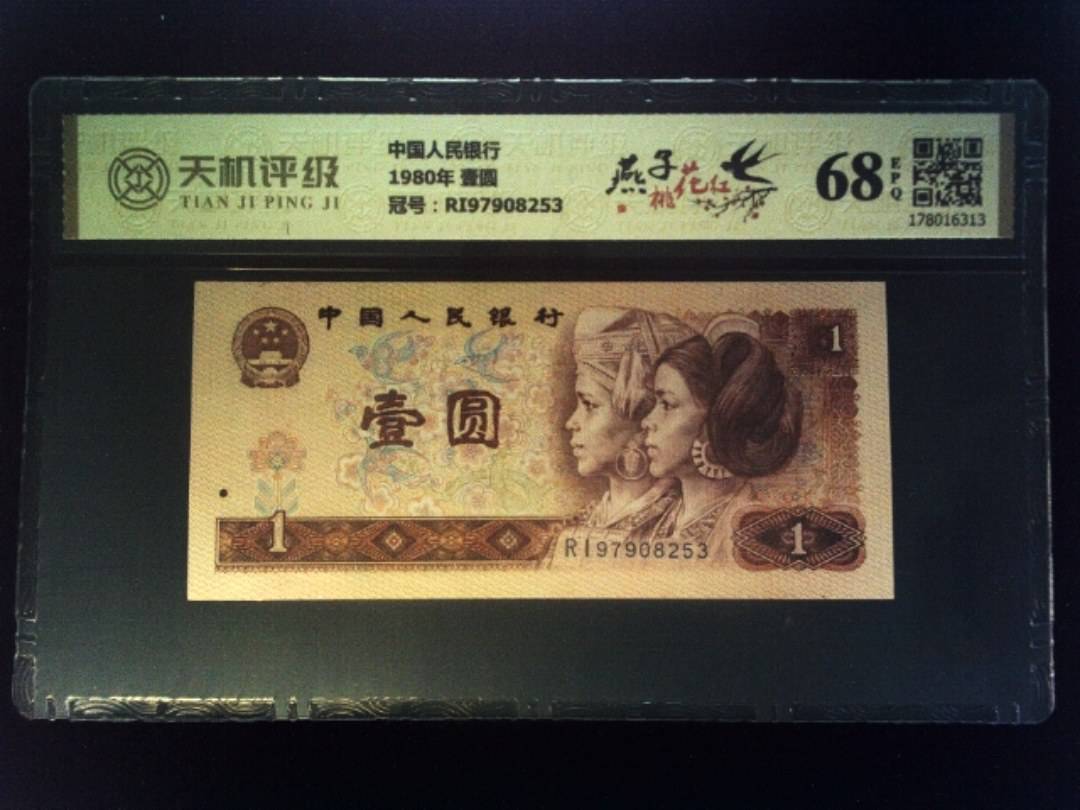 天机评级
TIAN JI PING JI
中国人民银行
1980年 壹圆
冠号：RI97908253
燕子
桃花红
68
EPQ
178016313
中国人民银行
1
壹圆
1
RI97908253
1